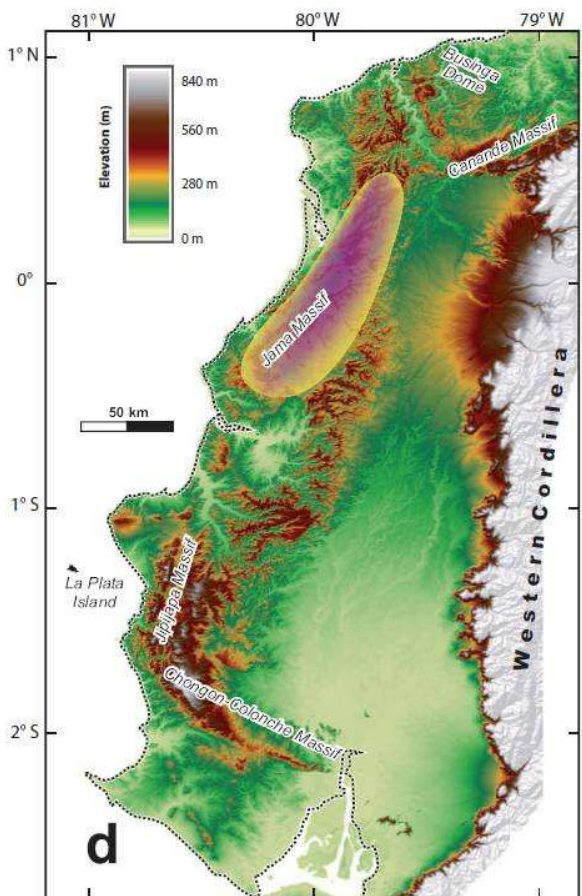 81°W
80°W
79°W
1°N
0°
1°S
2°S
Elevation (m)
840 m
560 m
280 m
0 m
Businga
Dome
Canande Massif
Jama Massif
50 km
Western Cordillera
La Plata
Island
Jipijapa Massif
Chongon-Colonche Massif
d